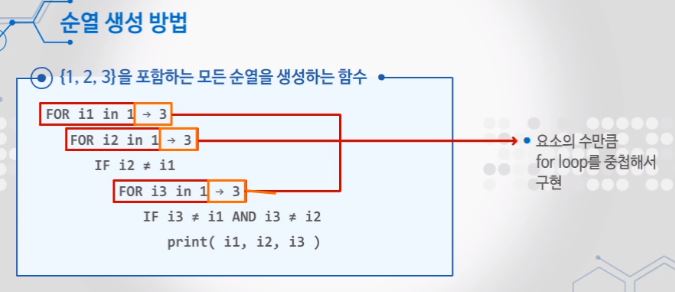 순열 생성 방법
{1, 2, 3}을 포함하는 모든 순열을 생성하는 함수
FOR i1 in 1 → 3
FOR i2 in 1 → 3
IF i2 ≠ i1
FOR i3 in 1 → 3
IF i3 ≠ i1 AND i3 ≠ i2
print( i1, i2, i3 )
• 요소의 수만큼
for loop를 중첩해서
구현